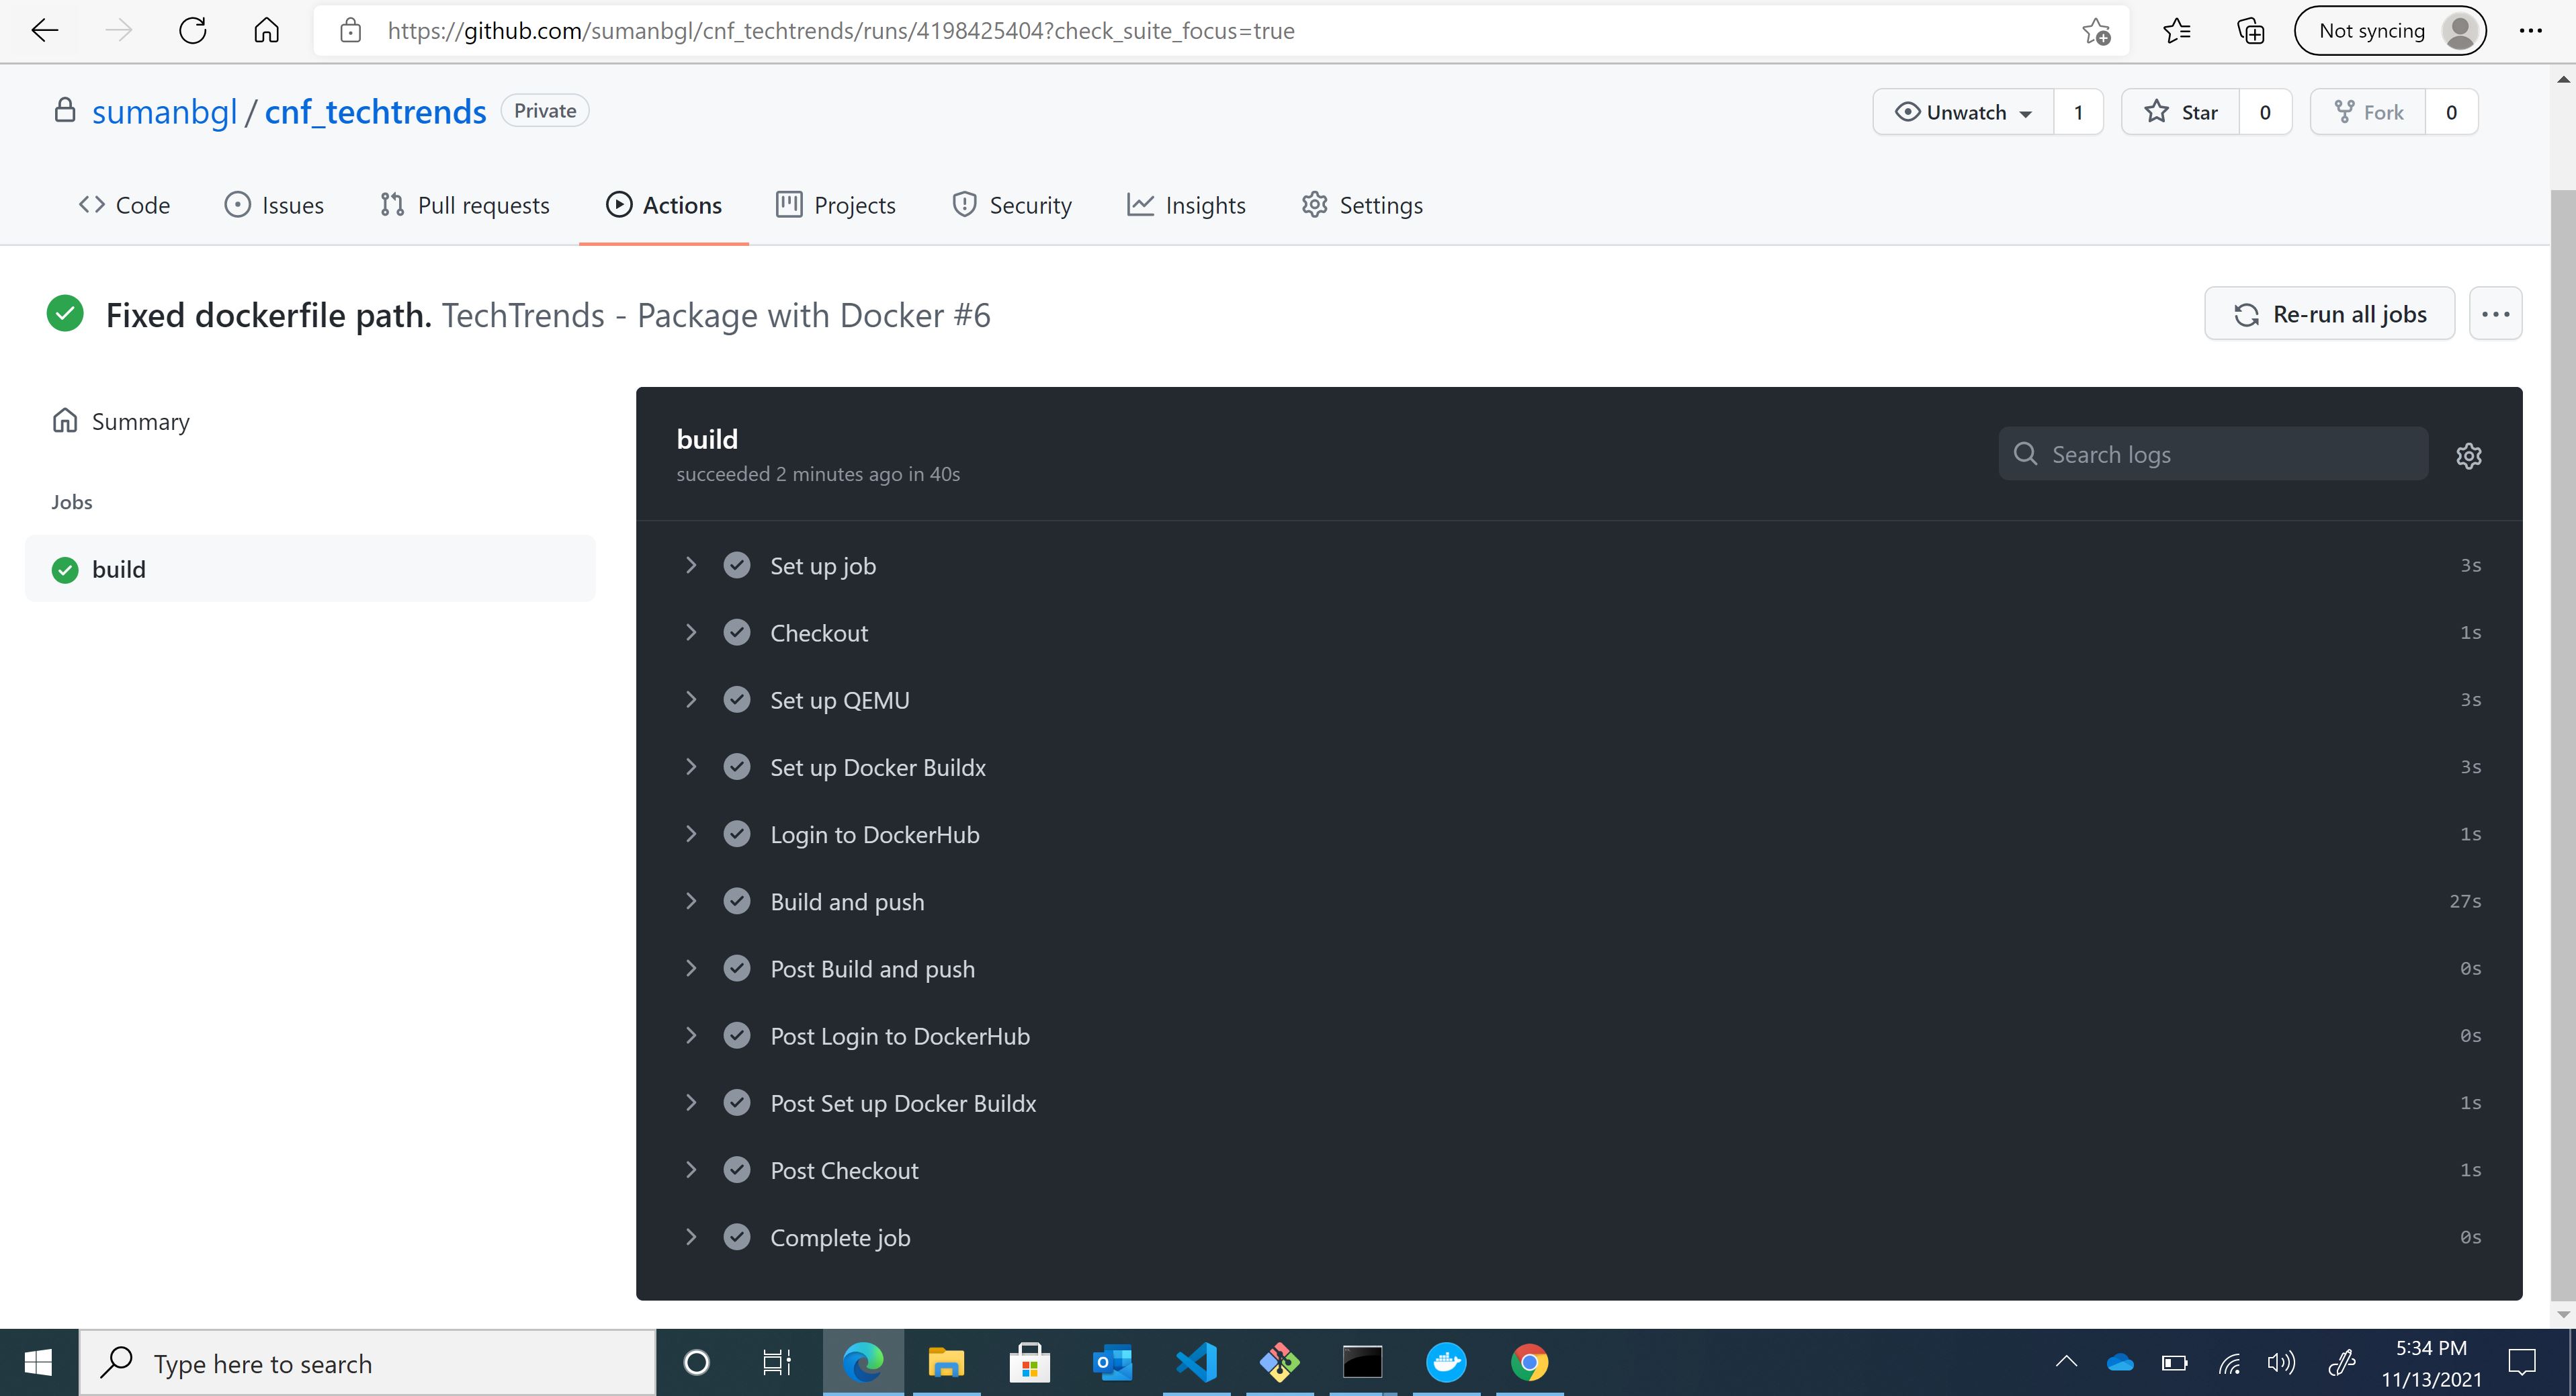 https://github.com/sumanbgl/cnf_techtrends/runs/4198425404?check_suite_focus=true
Not syncing
sumanbgl / cnf_techtrends Private
Unwatch 1
Star 0
Fork 0
Code
Issues
Pull requests
Actions
Projects
Security
Insights
Settings
Fixed dockerfile path. TechTrends - Package with Docker #6
Re-run all jobs
Summary
Jobs
build
build
succeeded 2 minutes ago in 40s
Search logs
Set up job 3s
Checkout 1s
Set up QEMU 3s
Set up Docker Buildx 3s
Login to DockerHub 1s
Build and push 27s
Post Build and push 0s
Post Login to DockerHub 0s
Post Set up Docker Buildx 1s
Post Checkout 1s
Complete job 0s
Type here to search
5:34 PM
11/13/2021